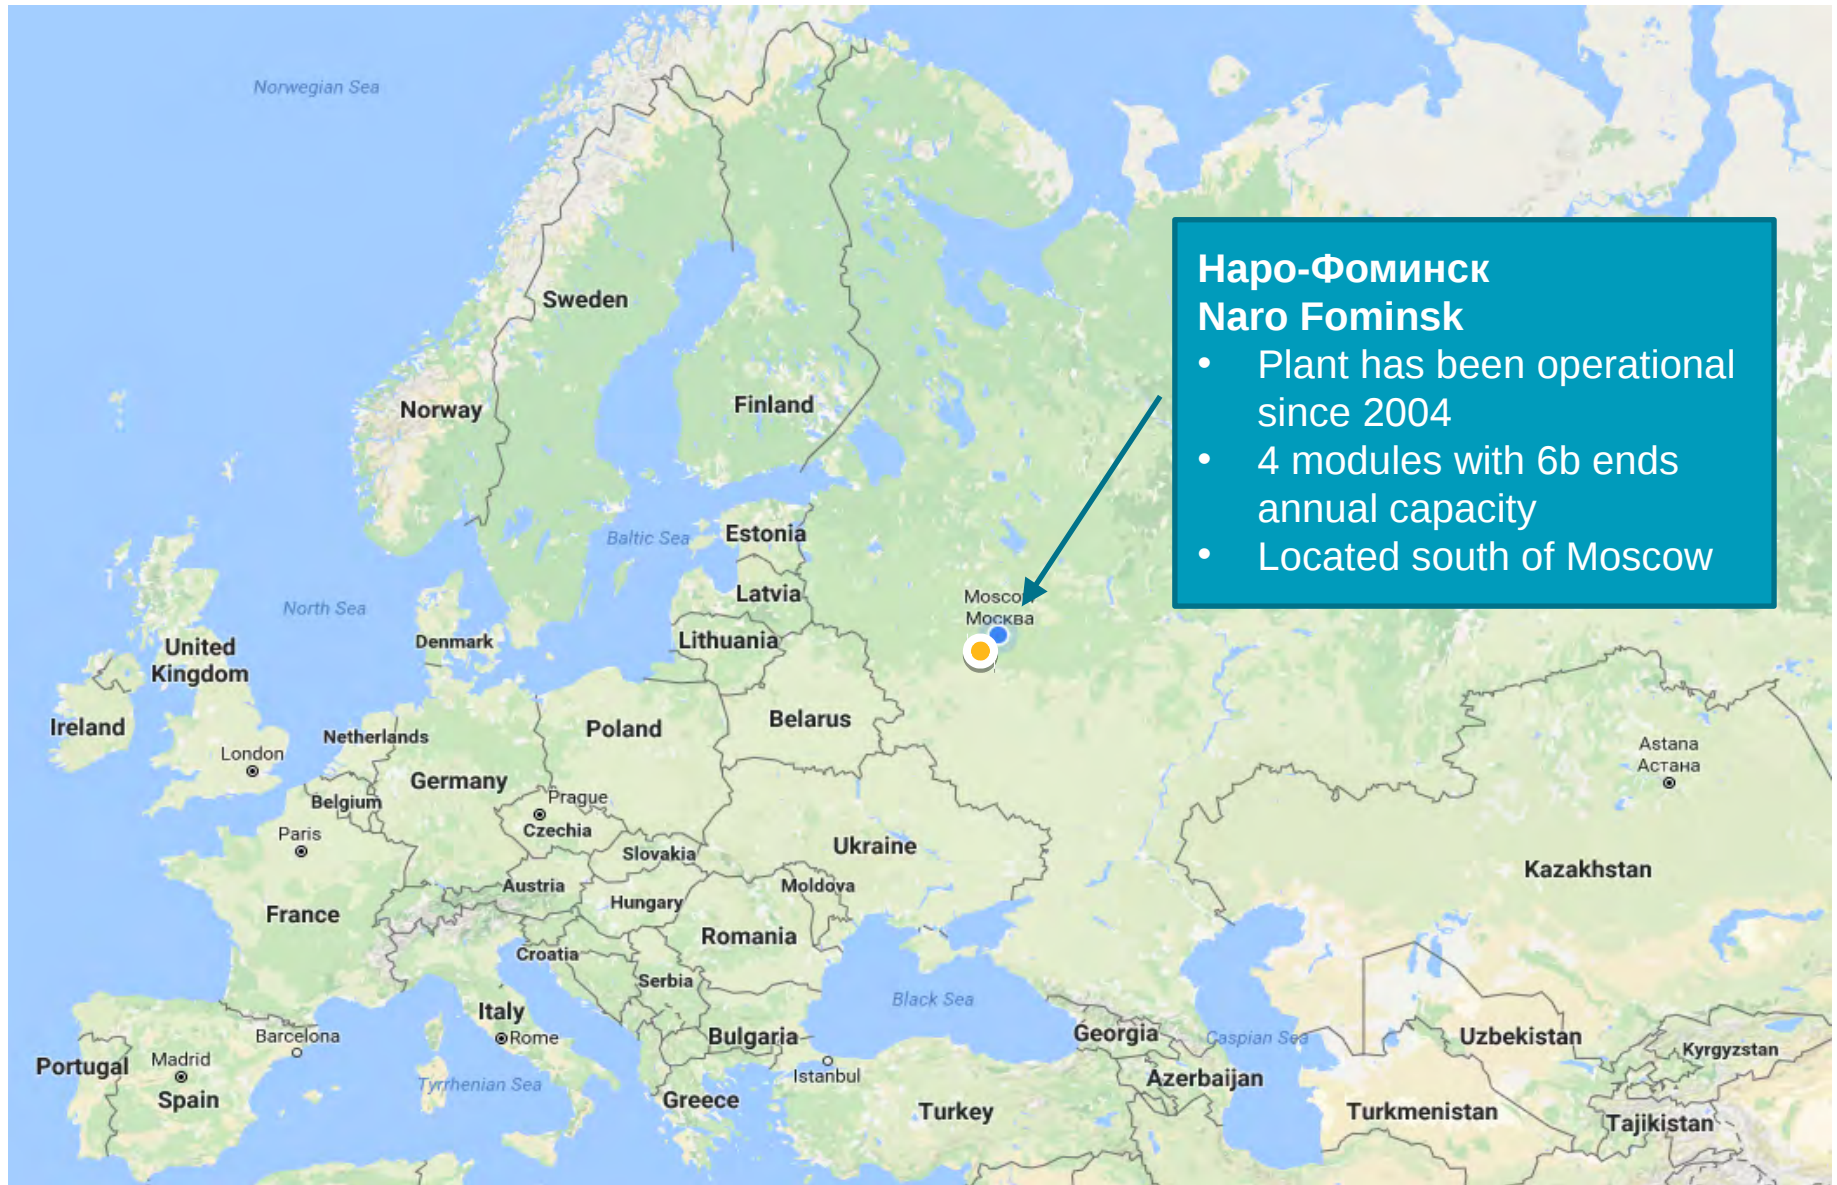 Norwegian Sea
Наро-Фоминск
Naro Fominsk
• Plant has been operational
since 2004
• 4 modules with 6b ends
annual capacity
• Located south of Moscow
Sweden
Norway
Finland
Estonia
Baltic Sea
Latvia
Moscow
Москва
North Sea
Denmark
Lithuania
United
Kingdom
Ireland
London
Netherlands
Poland
Belarus
Germany
Belgium
Prague
Czechia
Paris
Slovakia
Ukraine
Astana
Астана
Kazakhstan
Austria
Moldova
Hungary
France
Romania
Croatia
Serbia
Black Sea
Italy
Rome
Barcelona
Bulgaria
Georgia
Caspian Sea
Uzbekistan
Kyrgyzstan
Portugal
Madrid
Spain
Tyrrhenian Sea
Istanbul
Greece
Azerbaijan
Turkey
Turkmenistan
Tajikistan